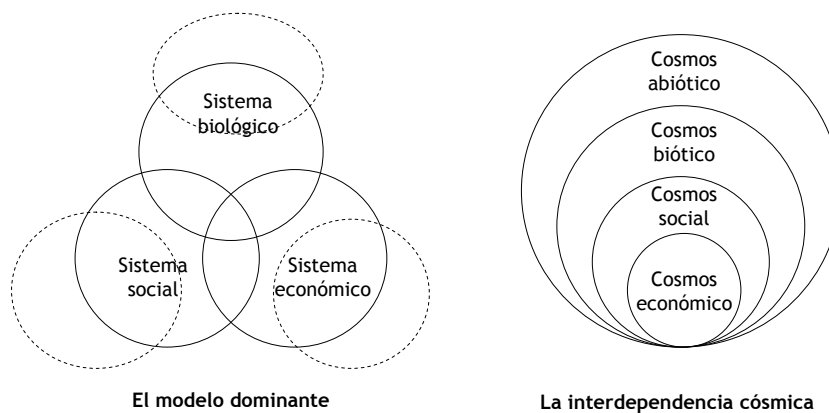 Sistema
biológico
Sistema
social
Sistema
económico
El modelo dominante
Cosmos
abiótico
Cosmos
biótico
Cosmos
social
Cosmos
económico
La interdependencia cósmica